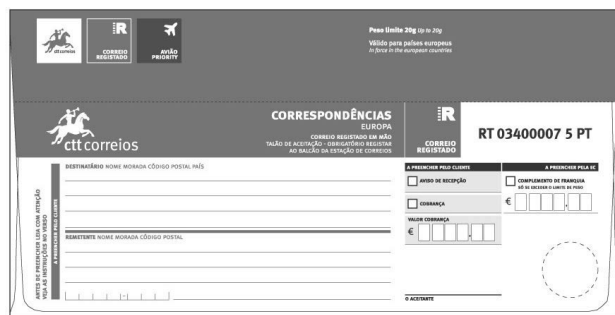 ctt correios
R
CORREIO
REGISTADO
AVIÃO
PRIORITY
Peso limite 20g Up to 20g
Válido para países europeus
In force in the european countries
ctt correios
CORRESPONDÊNCIAS
EUROPA
CORREIO REGISTADO EM MÃO
TALÃO DE ACEITAÇÃO - OBRIGATÓRIO REGISTAR
AO BALCÃO DA ESTAÇÃO DE CORREIOS
R
CORREIO
REGISTADO
RT 03400007 5 PT
ANTES DE PREENCHER LEIA COM ATENÇÃO
VEJA AS INSTRUÇÕES NO VERSO
A PREENCHER PELO CLIENTE
DESTINATÁRIO NOME MORADA CÓDIGO POSTAL PAÍS
REMETENTE NOME MORADA CÓDIGO POSTAL
A PREENCHER PELO CLIENTE
AVISO DE RECEPÇÃO
COBRANÇA
VALOR COBRANÇA
€ ,
O ACEITANTE
A PREENCHER PELA EC
COMPLEMENTO DE FRANQUIA
SÓ SE EXCEDER O LIMITE DE PESO
€ ,